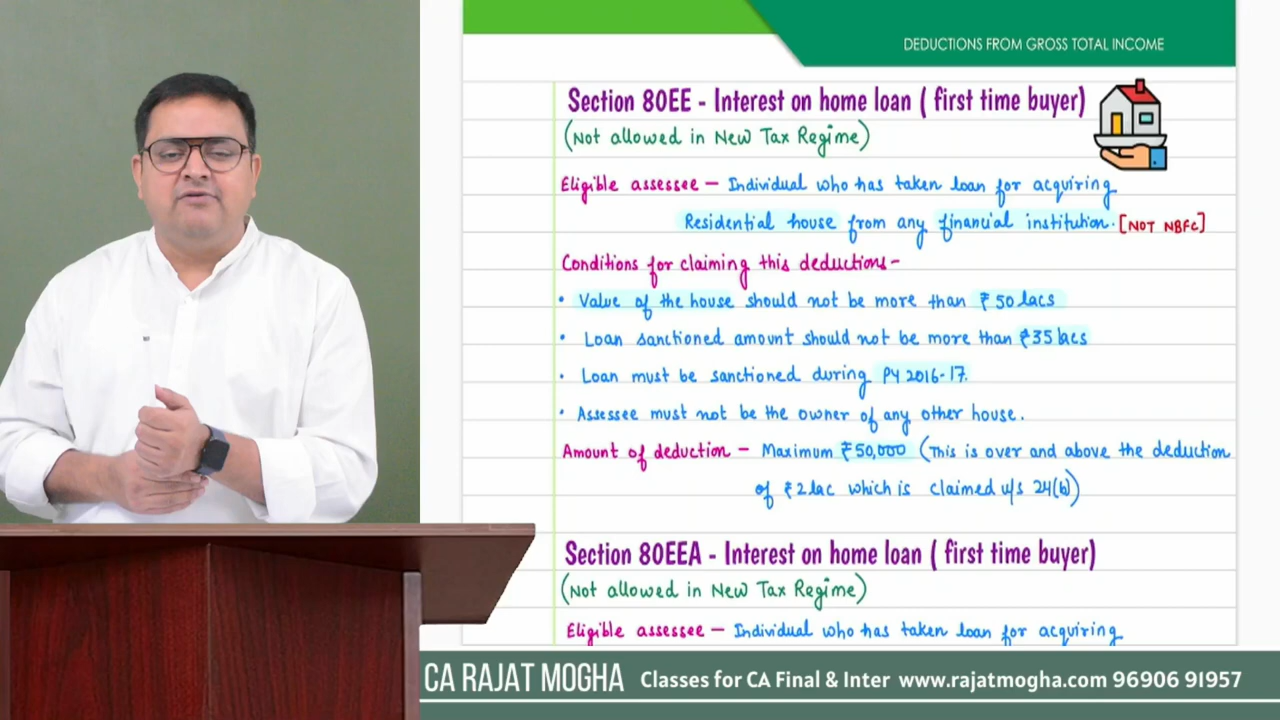 DEDUCTIONS FROM GROSS TOTAL INCOME
Section 80EE - Interest on home loan ( first time buyer)
(Not allowed in New Tax Regime)
Eligible assessee — Individual who has taken loan for acquiring
Residential house from any financial institution. [NOT NBFC]
Conditions for claiming this deductions -
• Value of the house should not be more than ₹ 50 lacs
• Loan sanctioned amount should not be more than ₹35 lacs
• Loan must be sanctioned during PY 2016-17.
• Assessee must not be the owner of any other house.
Amount of deduction — Maximum ₹50,000 (This is over and above the deduction
of ₹2 lac which is claimed u/s 24(b))
Section 80EEA - Interest on home loan ( first time buyer)
(Not allowed in New Tax Regime)
Eligible assessee — Individual who has taken loan for acquiring
CA RAJAT MOGHA Classes for CA Final & Inter www.rajatmogha.com 96906 91957